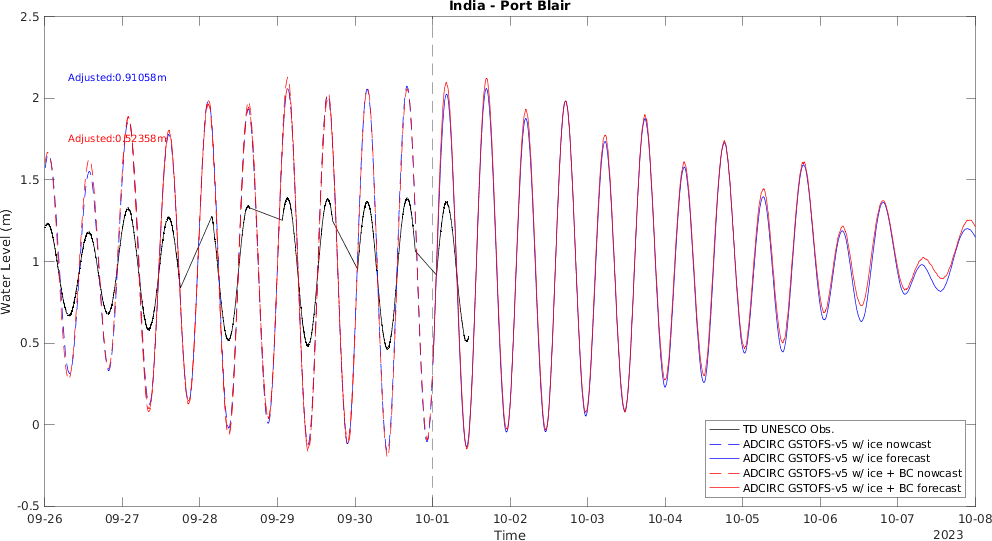 India - Port Blair
2.5
2
1.5
1
0.5
0
-0.5
Water Level (m)
Adjusted:0.91058m
Adjusted:0.52358m
TD UNESCO Obs.
ADCIRC GSTOFS-v5 w/ ice nowcast
ADCIRC GSTOFS-v5 w/ ice forecast
ADCIRC GSTOFS-v5 w/ ice + BC nowcast
ADCIRC GSTOFS-v5 w/ ice + BC forecast
09-26 09-27 09-28 09-29 09-30 10-01 10-02 10-03 10-04 10-05 10-06 10-07 10-08
Time
2023